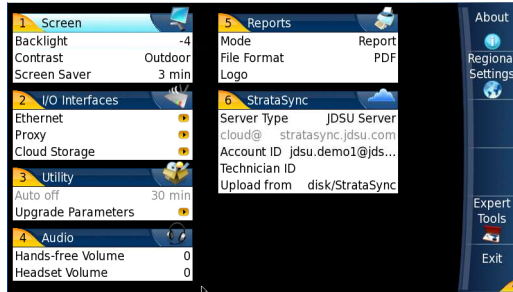 1 Screen
Backlight -4
Contrast Outdoor
Screen Saver 3 min
2 I/O Interfaces
Ethernet
Proxy
Cloud Storage
3 Utility
Auto off 30 min
Upgrade Parameters
4 Audio
Hands-free Volume 0
Headset Volume 0
5 Reports
Mode Report
File Format PDF
Logo
6 StrataSync
Server Type JDSU Server
cloud@ stratasync.jdsu.com
Account ID jdsu.demo1@jds...
Technician ID
Upload from disk/StrataSync
About
Regional
Settings
Expert
Tools
Exit